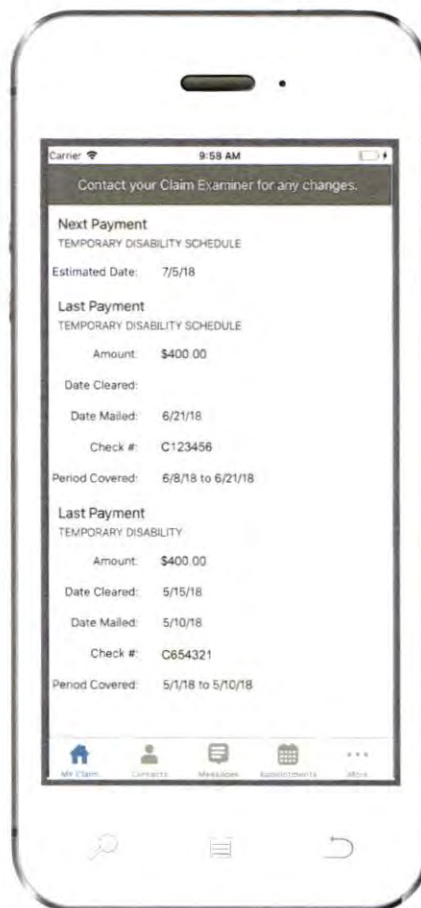 Carrier 9:58 AM
Contact your Claim Examiner for any changes.
Next Payment
TEMPORARY DISABILITY SCHEDULE
Estimated Date: 7/5/18
Last Payment
TEMPORARY DISABILITY SCHEDULE
Amount: $400.00
Date Cleared:
Date Mailed: 6/21/18
Check #: C123456
Period Covered: 6/8/18 to 6/21/18
Last Payment
TEMPORARY DISABILITY
Amount: $400.00
Date Cleared: 5/15/18
Date Mailed: 5/10/18
Check #: C654321
Period Covered: 5/1/18 to 5/10/18
My Claim Contacts Messages Appointments More